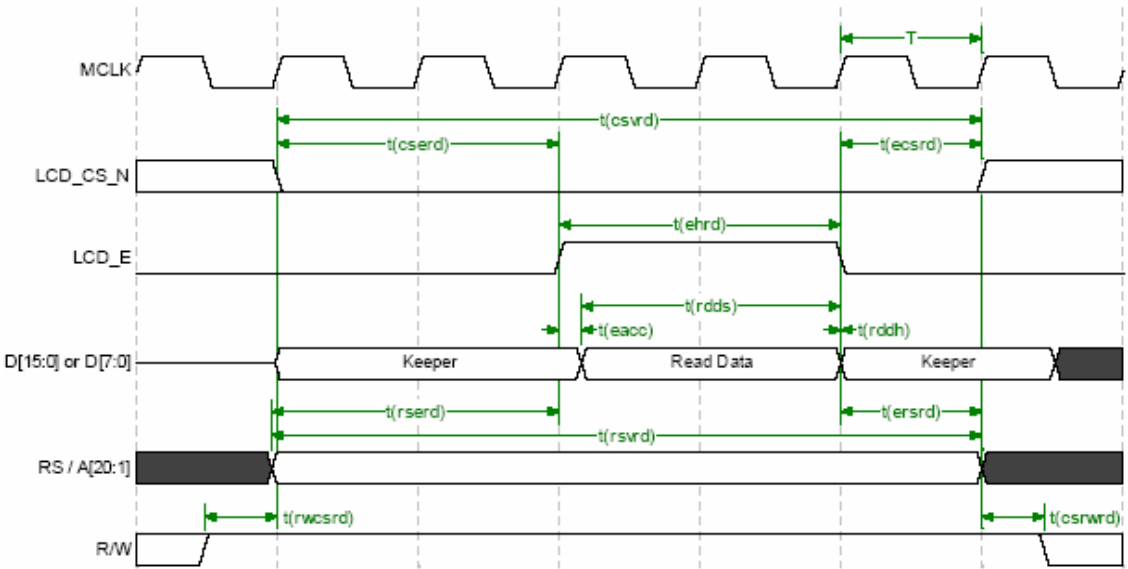 T
MCLK
t(csvrd)
t(cserd) t(ecsrd)
LCD_CS_N
t(ehrd)
LCD_E
t(rdds)
t(eacc) t(rddh)
D[15:0] or D[7:0] Keeper Read Data Keeper
t(rserd) t(ersrd)
t(rsvrd)
RS / A[20:1]
t(rwcsrd) t(csrwrd)
R/W